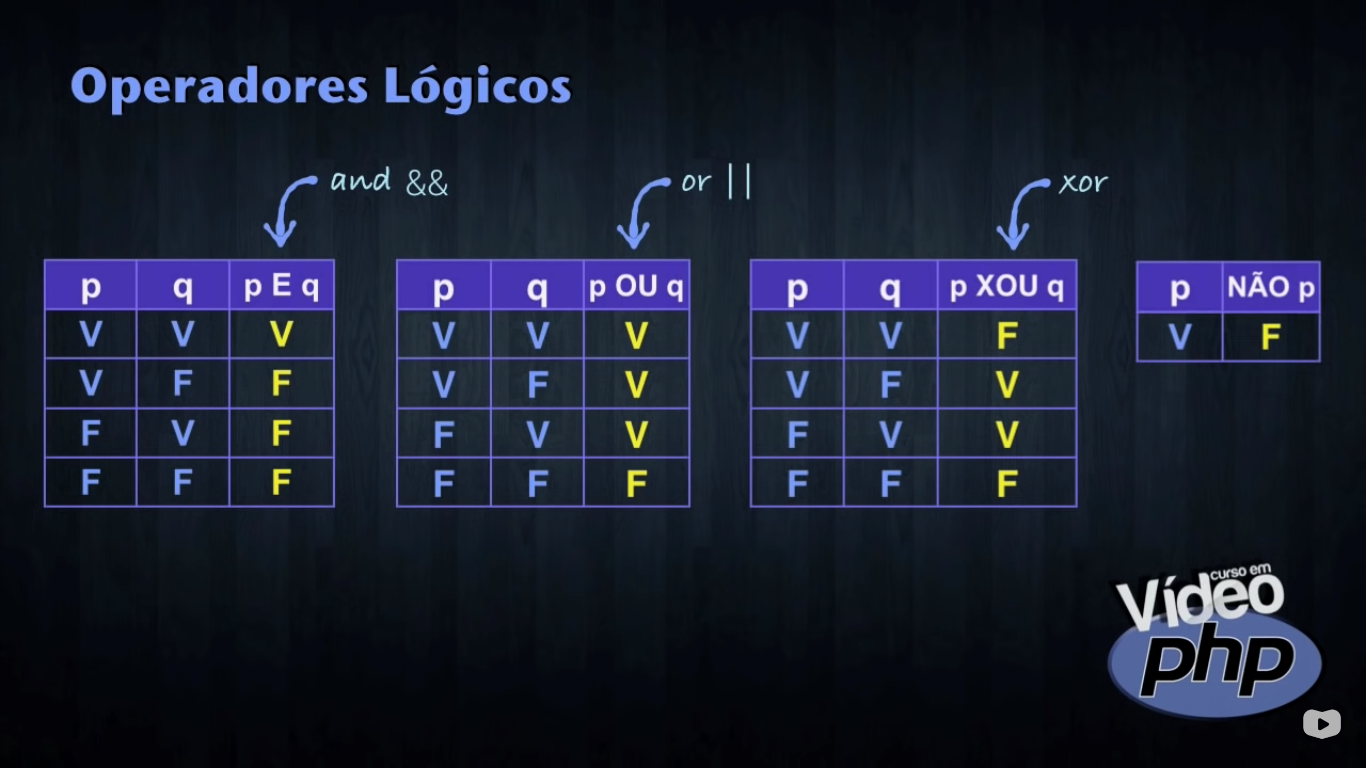 Operadores Lógicos
and &&
or ||
xor
p q p E q
V V V
V F F
F V F
F F F
p q p OU q
V V V
V F V
F V V
F F F
p q p XOU q
V V F
V F V
F V V
F F F
p NÃO p
V F
curso em
Vídeo
php